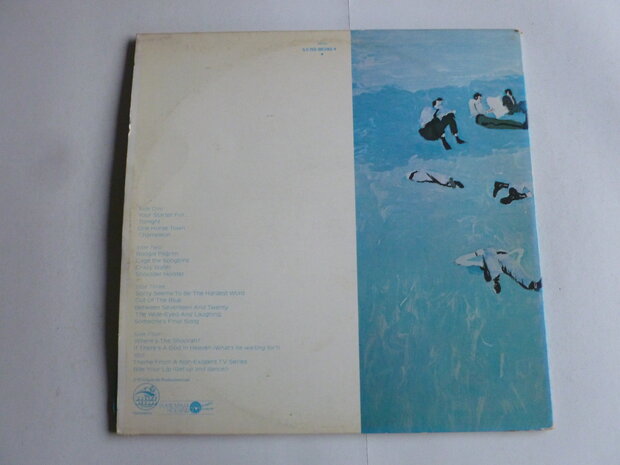 Side One
Your Starter For...
Tonight
One Horse Town
Chameleon
Side Two
Boogie Pilgrim
Cage the Songbird
Crazy Water
Shoulder Holster
Side Three
Sorry Seems To Be The Hardest Word
Out Of The Blue
Between Seventeen And Twenty
The Wide-Eyed And Laughing
Someone's Final Song
Side Four
Where's The Shoorah?
If There's A God In Heaven (What's He Waiting For?)
Idol
Theme From A Non-Existent TV Series
Bite Your Lip (Get up and dance!)